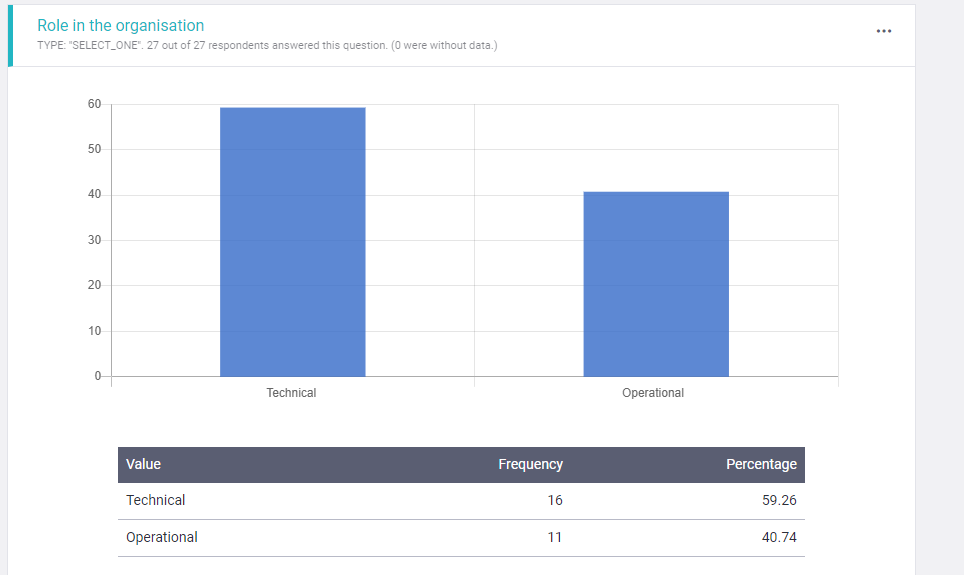 Role in the organisation
TYPE: "SELECT_ONE". 27 out of 27 respondents answered this question. (0 were without data.)
60
50
40
30
20
10
0
Technical Operational
Value Frequency Percentage
Technical 16 59.26
Operational 11 40.74